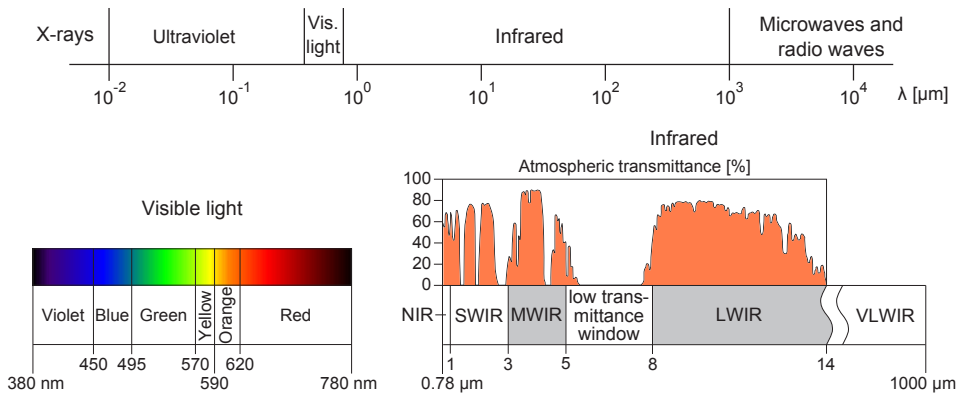 X-rays
Ultraviolet
Vis.
light
Infrared
Microwaves and
radio waves
10⁻²
10⁻¹
10⁰
10¹
10²
10³
10⁴
λ [µm]
Visible light
Violet
Blue
Green
Yellow
Orange
Red
450
495
570
620
380 nm
590
780 nm
Infrared
Atmospheric transmittance [%]
100
80
60
40
20
0
NIR
SWIR
MWIR
low trans-
mittance
window
LWIR
VLWIR
1
3
5
8
14
0.78 µm
1000 µm